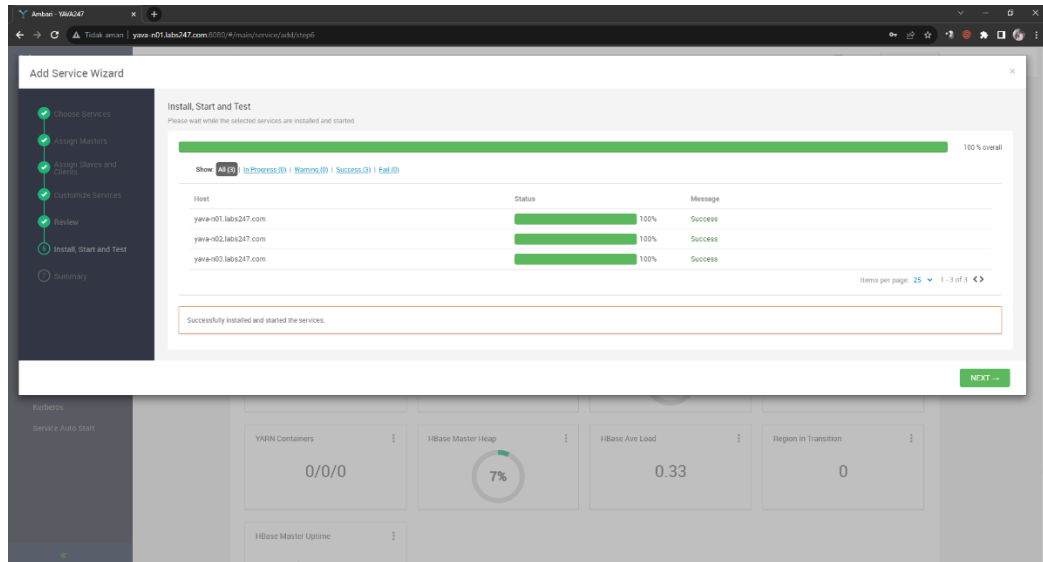 Ambari - YAVA247
Tidak aman | yava-n01.labs247.com:8080/#/main/service/add/step6
Add Service Wizard
Choose Services
Assign Masters
Assign Slaves and
Clients
Customize Services
Review
6 Install, Start and Test
7 Summary
Install, Start and Test
Please wait while the selected services are installed and started.
100 % overall
Show: All (3) | In Progress (0) | Warning (0) | Success (3) | Fail (0)
Host Status Message
yava-n01.labs247.com 100% Success
yava-n02.labs247.com 100% Success
yava-n03.labs247.com 100% Success
Items per page: 25 1 - 3 of 3
Successfully installed and started the services.
NEXT →
Kerberos
Service Auto Start
YARN Containers
0/0/0
HBase Master Heap
7%
HBase Ave Load
0.33
Region In Transition
0
HBase Master Uptime